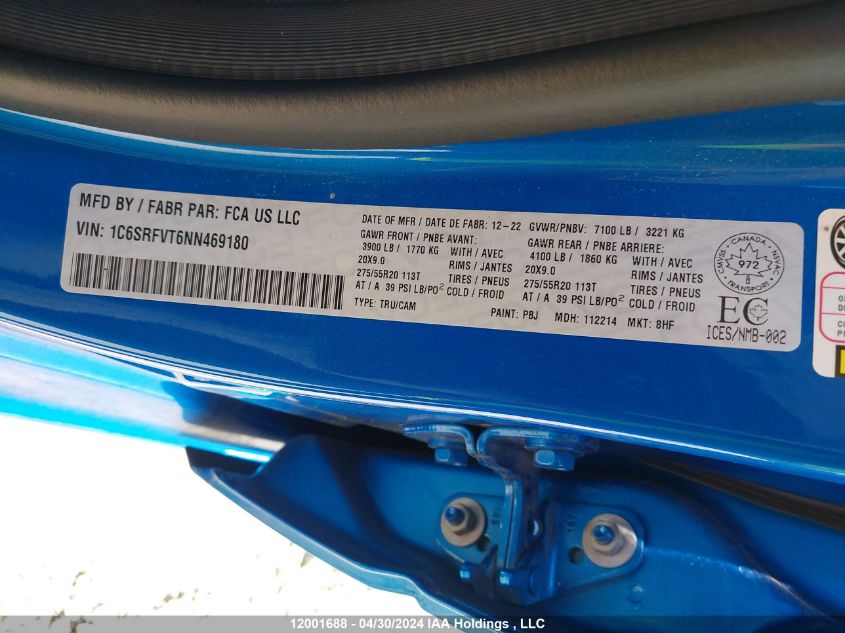 MFD BY / FABR PAR: FCA US LLC
VIN: 1C6SRFVT6NN469180
DATE OF MFR / DATE DE FABR: 12-22 GVWR/PNBV: 7100 LB / 3221 KG
GAWR FRONT / PNBE AVANT:
3900 LB / 1770 KG WITH / AVEC
20X9.0 RIMS / JANTES
275/55R20 113T TIRES / PNEUS
AT / A 39 PSI LB/PO² COLD / FROID
TYPE: TRU/CAM
GAWR REAR / PNBE ARRIERE:
4100 LB / 1860 KG WITH / AVEC
20X9.0 RIMS / JANTES
275/55R20 113T TIRES / PNEUS
AT / A 39 PSI LB/PO² COLD / FROID
PAINT: PBJ MDH: 112214 MKT: 8HF
CMVSS CANADA NSVAC
972
TRANSPORT
EC
ICES/NMB-002
12001688 - 04/30/2024 IAA Holdings , LLC